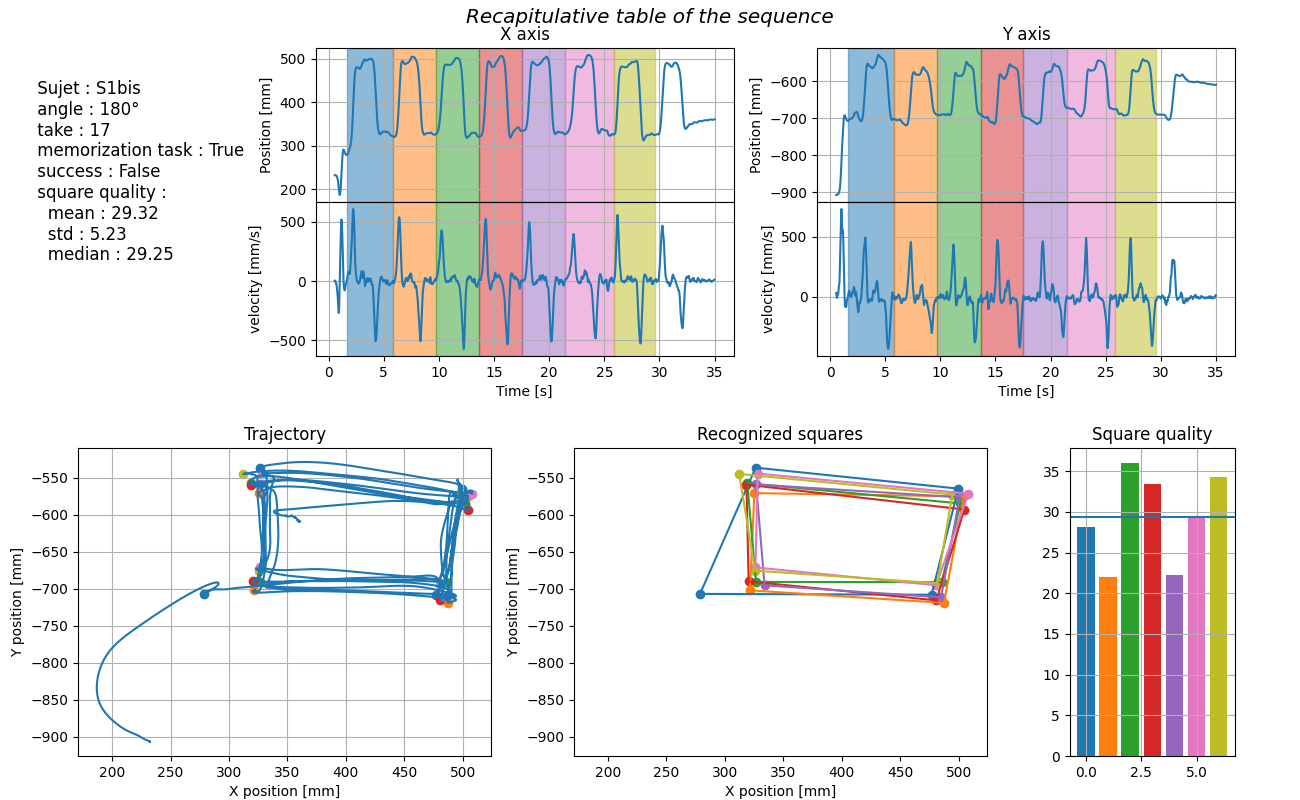 Recapitulative table of the sequence
X axis
Y axis
Sujet : S1bis
angle : 180°
take : 17
memorization task : True
success : False
square quality :
mean : 29.32
std : 5.23
median : 29.25
Position [mm]
500
400
300
200
velocity [mm/s]
500
0
−500
0 5 10 15 20 25 30 35
Time [s]
Position [mm]
−600
−700
−800
−900
velocity [mm/s]
500
0
0 5 10 15 20 25 30 35
Time [s]
Trajectory
Y position [mm]
−550
−600
−650
−700
−750
−800
−850
−900
200 250 300 350 400 450 500
X position [mm]
Recognized squares
Y position [mm]
−550
−600
−650
−700
−750
−800
−850
−900
200 250 300 350 400 450 500
X position [mm]
Square quality
35
30
25
20
15
10
5
0
0.0 2.5 5.0